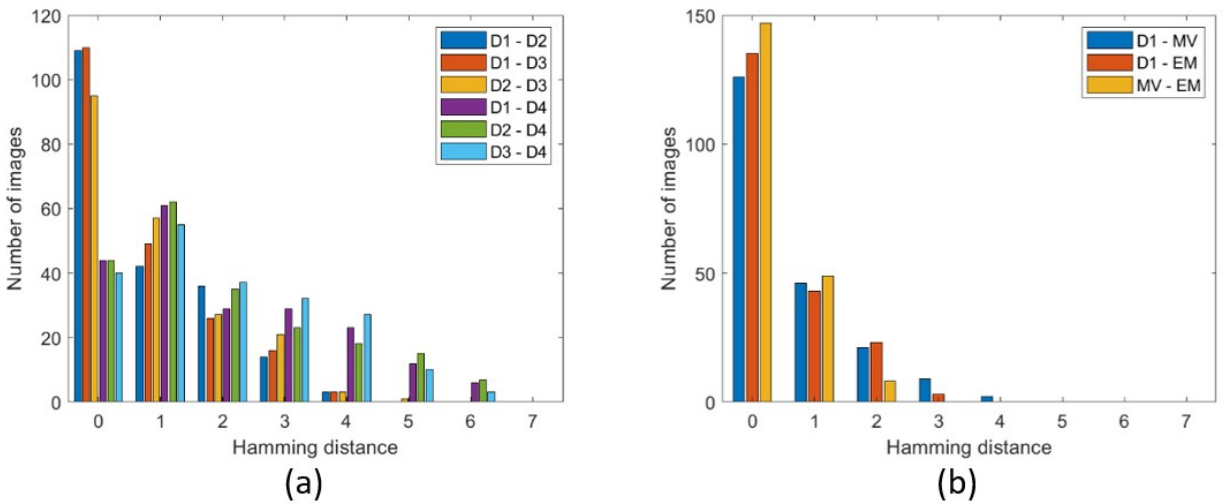 120
100
80
60
40
20
0
Number of images
0 1 2 3 4 5 6 7
Hamming distance
D1 - D2
D1 - D3
D2 - D3
D1 - D4
D2 - D4
D3 - D4
(a)
150
100
50
0
Number of images
0 1 2 3 4 5 6 7
Hamming distance
D1 - MV
D1 - EM
MV - EM
(b)